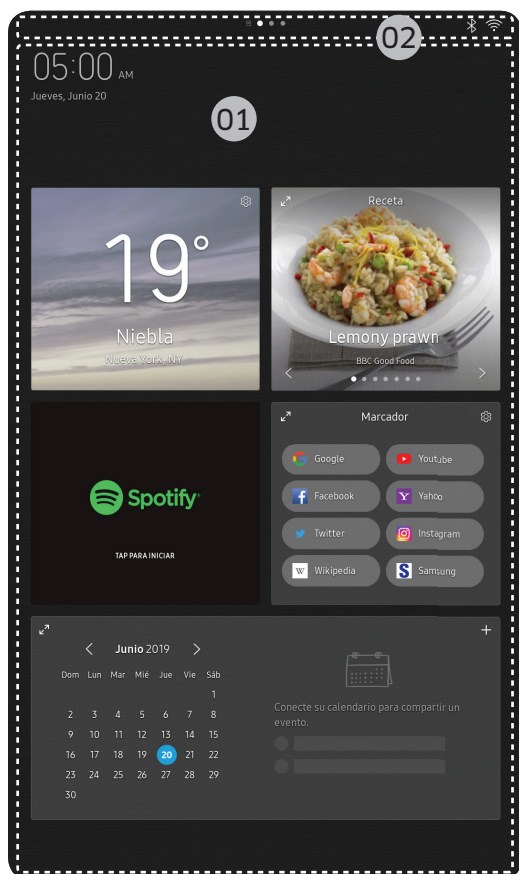 02
05:00 AM
Jueves, Junio 20
01
19°
Niebla
Nueva York, NY
Receta
Lemony prawn
BBC Good Food
Spotify
TAP PARA INICIAR
Marcador
Google
Youtube
Facebook
Yahoo
Twitter
Instagram
W Wikipedia
S Samsung
Junio 2019
Dom Lun Mar Mié Jue Vie Sáb
1
2 3 4 5 6 7 8
9 10 11 12 13 14 15
16 17 18 19 20 21 22
23 24 25 26 27 28 29
30
Conecte su calendario para compartir un
evento.